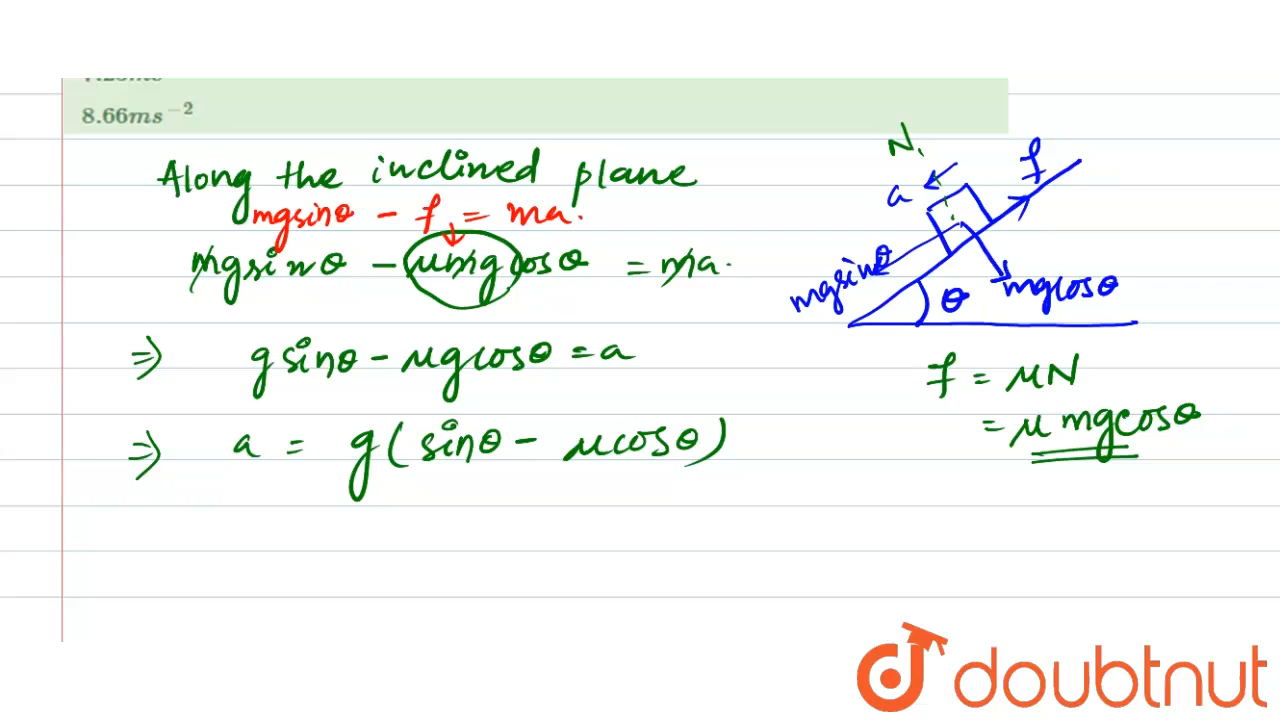 8.66ms⁻²
Along the inclined plane
mgsinθ - f = ma.
mgsinθ - μmgcosθ = ma.
⇒ gsinθ - μgcosθ = a
⇒ a = g(sinθ - μcosθ)
N
a
f
mgsinθ
θ
mgcosθ
f = μN
= μmgcosθ
doubtnut